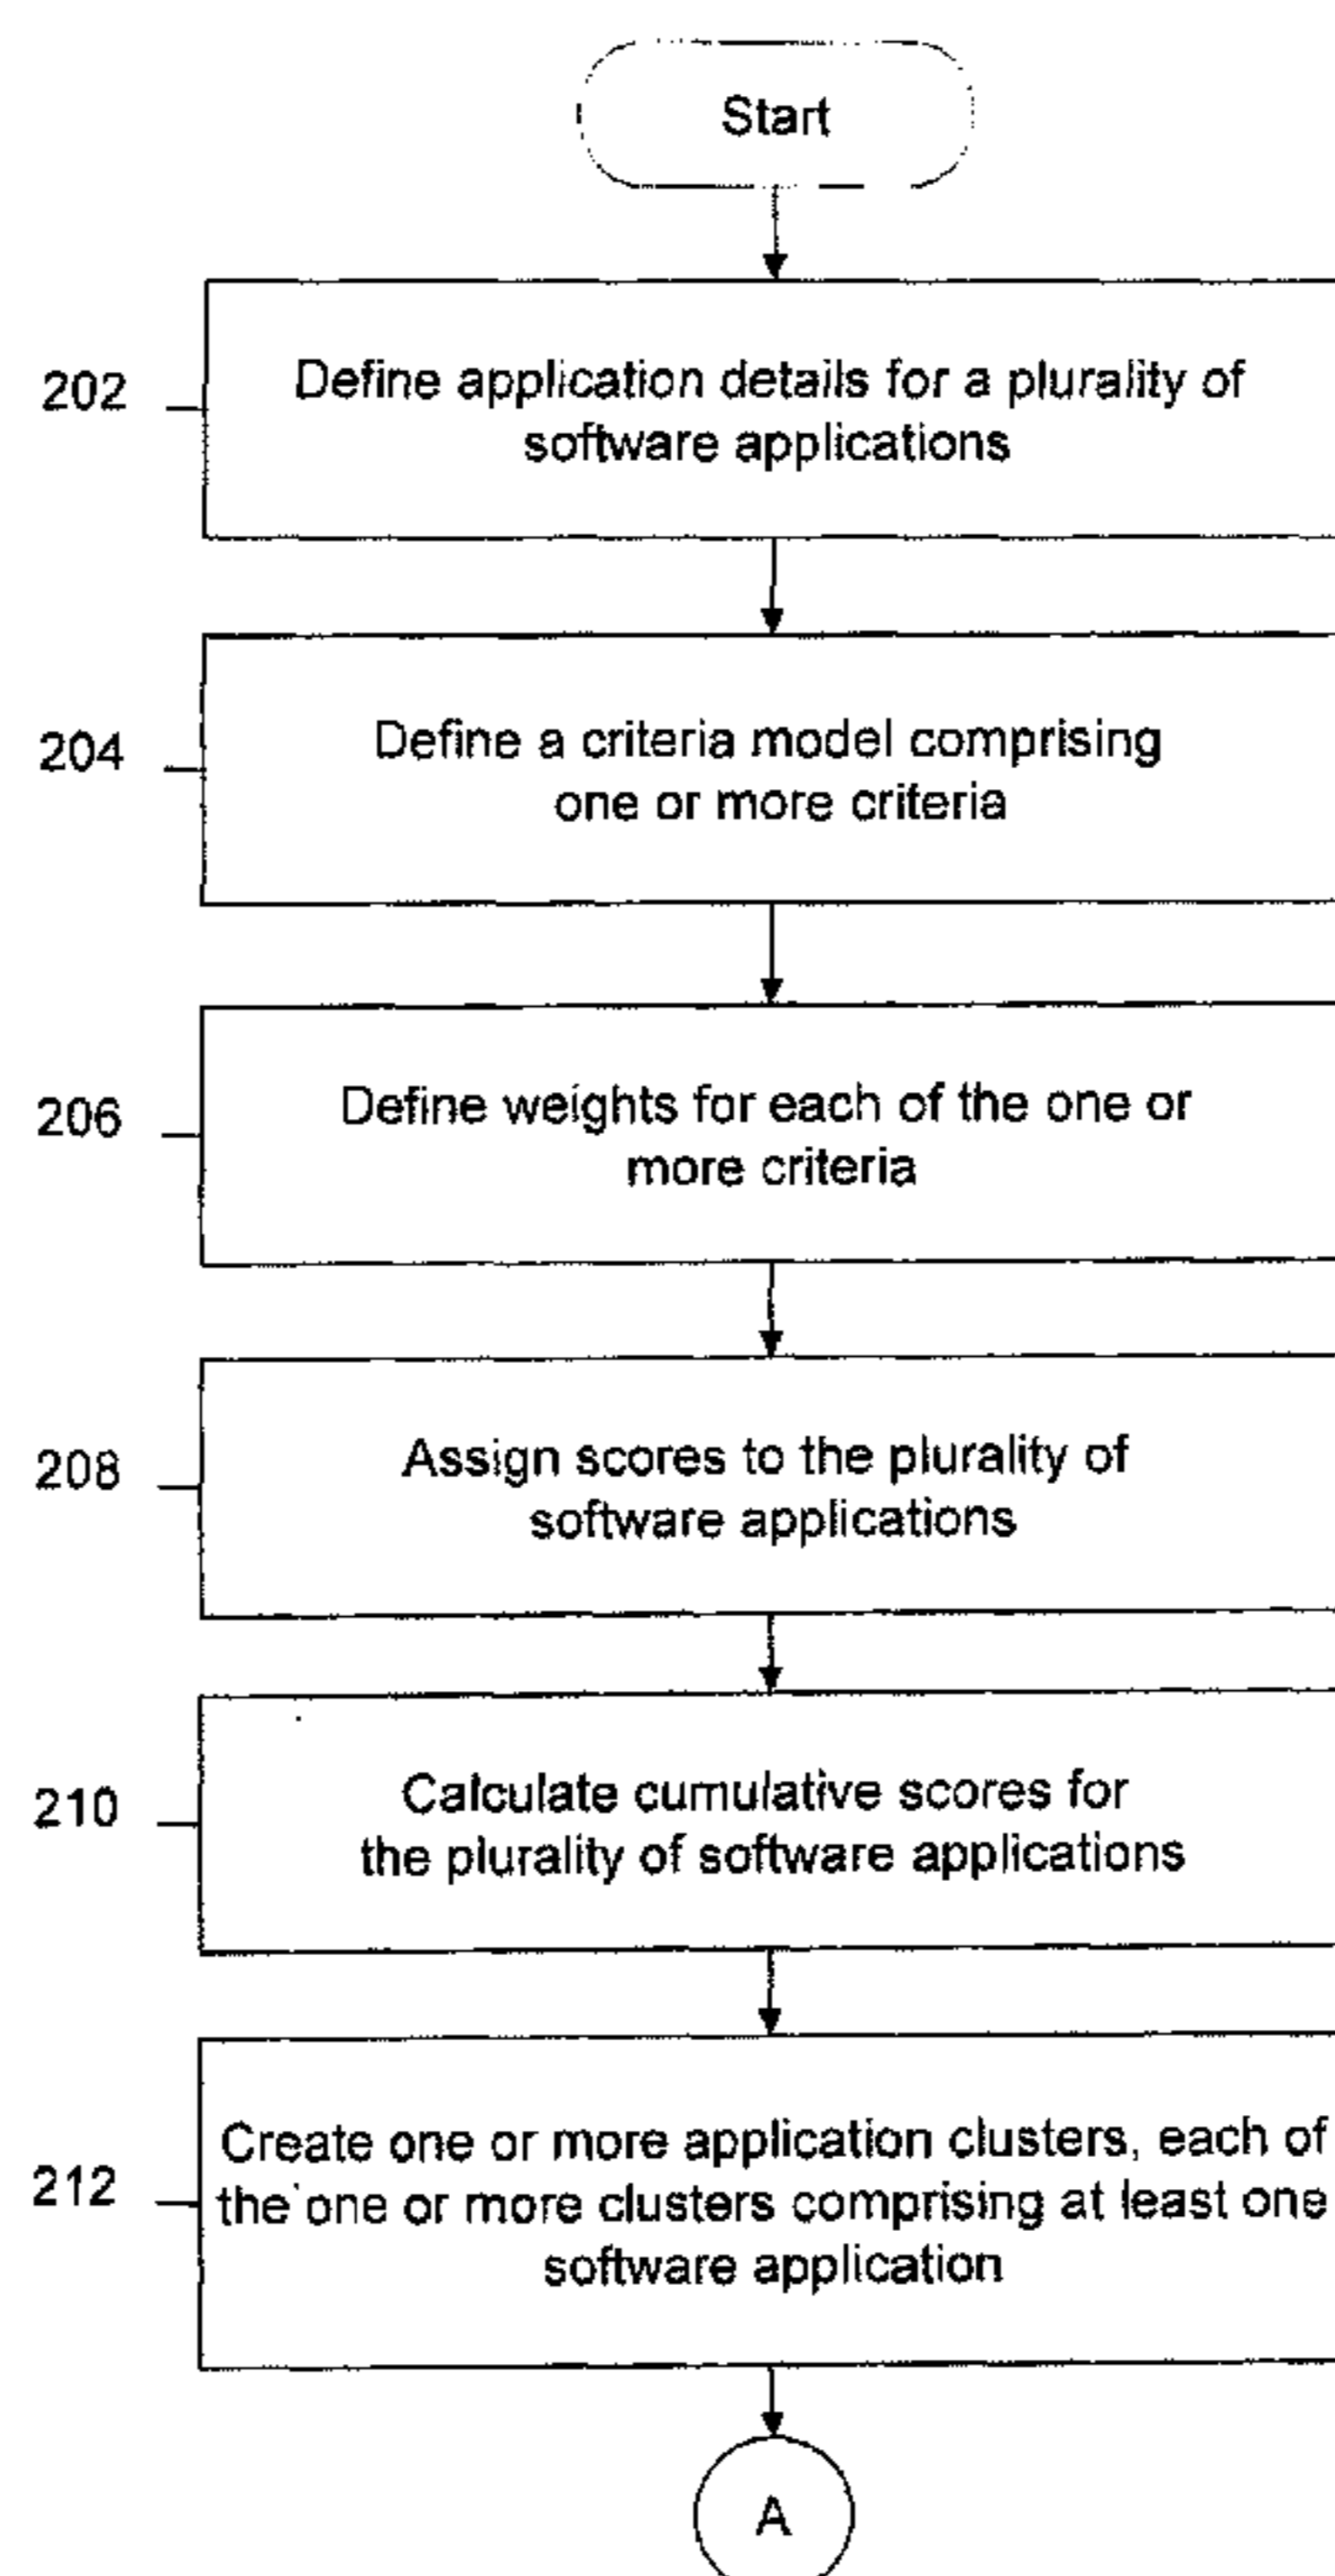 Start
202
Define application details for a plurality of
software applications
204
Define a criteria model comprising
one or more criteria
206
Define weights for each of the one or
more criteria
208
Assign scores to the plurality of
software applications
210
Calculate cumulative scores for
the plurality of software applications
212
Create one or more application clusters, each of
the one or more clusters comprising at least one
software application
A